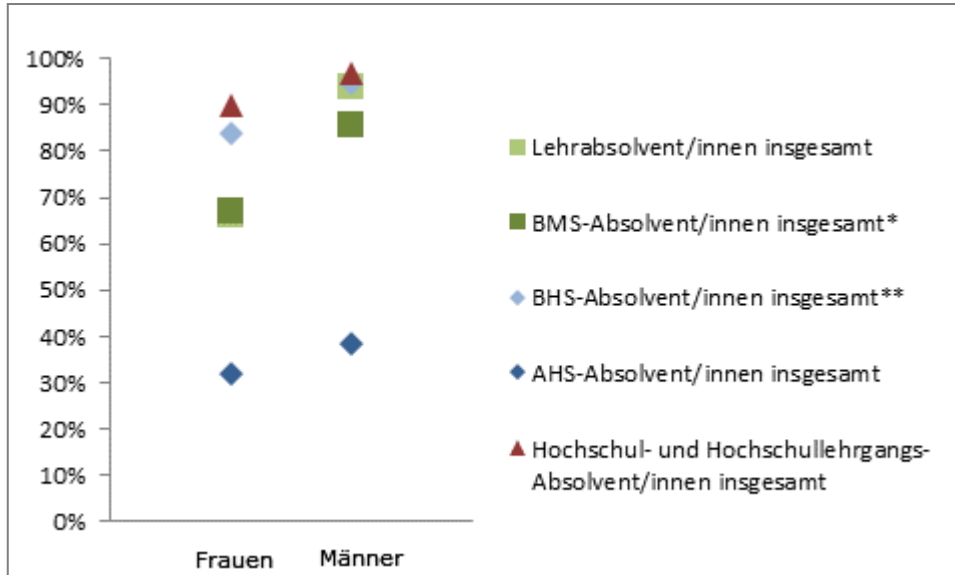 100%
90%
80%
70%
60%
50%
40%
30%
20%
10%
0%
Frauen Männer
Lehrabsolvent/innen insgesamt
BMS-Absolvent/innen insgesamt*
BHS-Absolvent/innen insgesamt**
AHS-Absolvent/innen insgesamt
Hochschul- und Hochschullehrgangs-
Absolvent/innen insgesamt